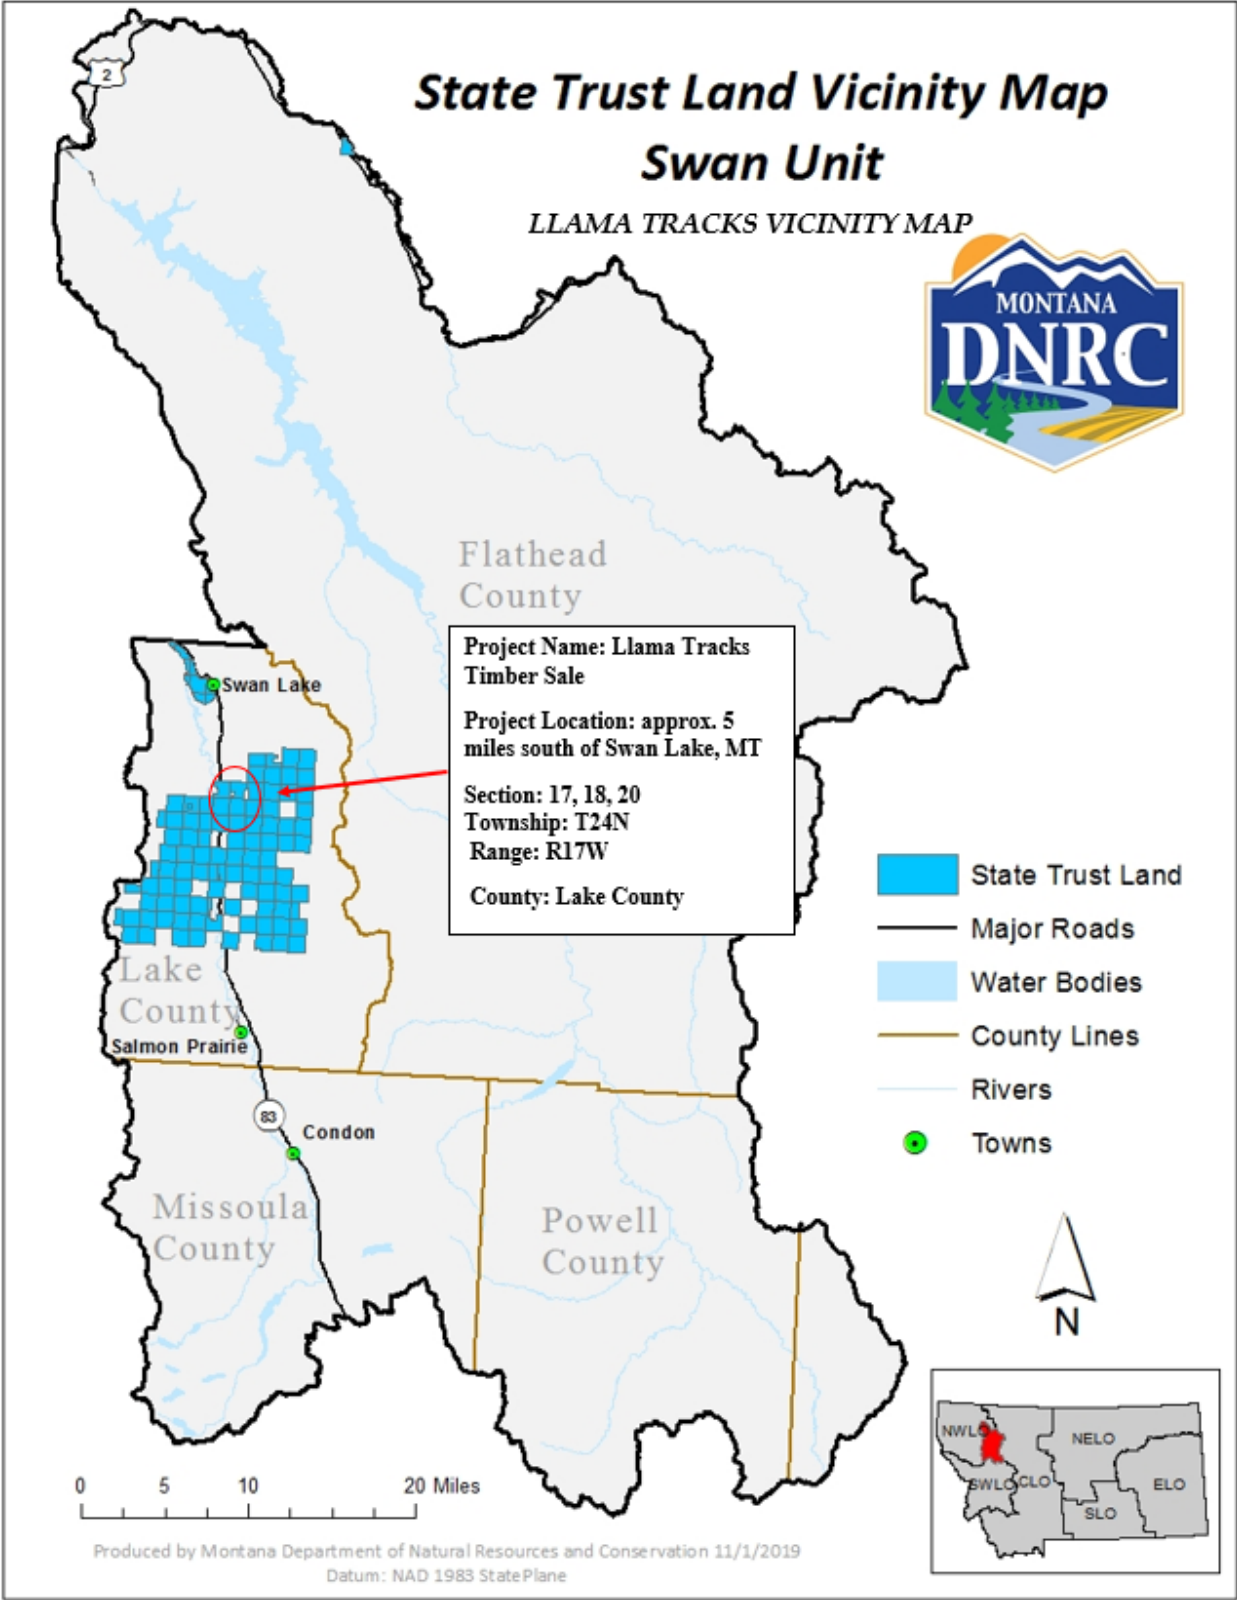 State Trust Land Vicinity Map
Swan Unit
LLAMA TRACKS VICINITY MAP
2
MONTANA
DNRC
Flathead
County
Project Name: Llama Tracks
Timber Sale
Project Location: approx. 5
miles south of Swan Lake, MT
Section: 17, 18, 20
Township: T24N
Range: R17W
County: Lake County
Swan Lake
Lake
County
Salmon Prairie
83
Condon
Missoula
County
Powell
County
State Trust Land
Major Roads
Water Bodies
County Lines
Rivers
Towns
N
NWLO
SWLO
CLO
NELO
SLO
ELO
0 5 10 20 Miles
Produced by Montana Department of Natural Resources and Conservation 11/1/2019
Datum: NAD 1983 StatePlane